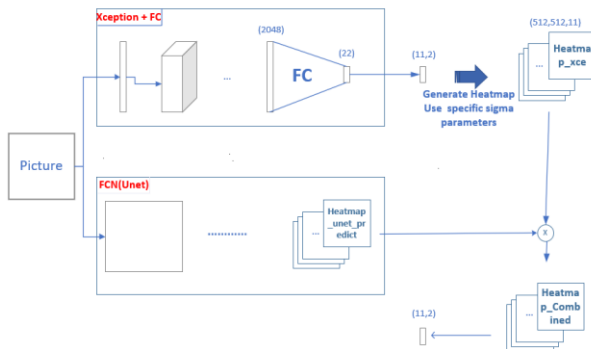 Xception + FC
(2048)
(22)
...
FC
(11,2)
Generate Heatmap
Use specific sigma
parameters
(512,512,11)
...
Heatma
p_xce
Picture
FCN(Unet)
............
...
Heatmap
_unet_pr
edict
x
(11,2)
...
Heatma
p_Comb
ined